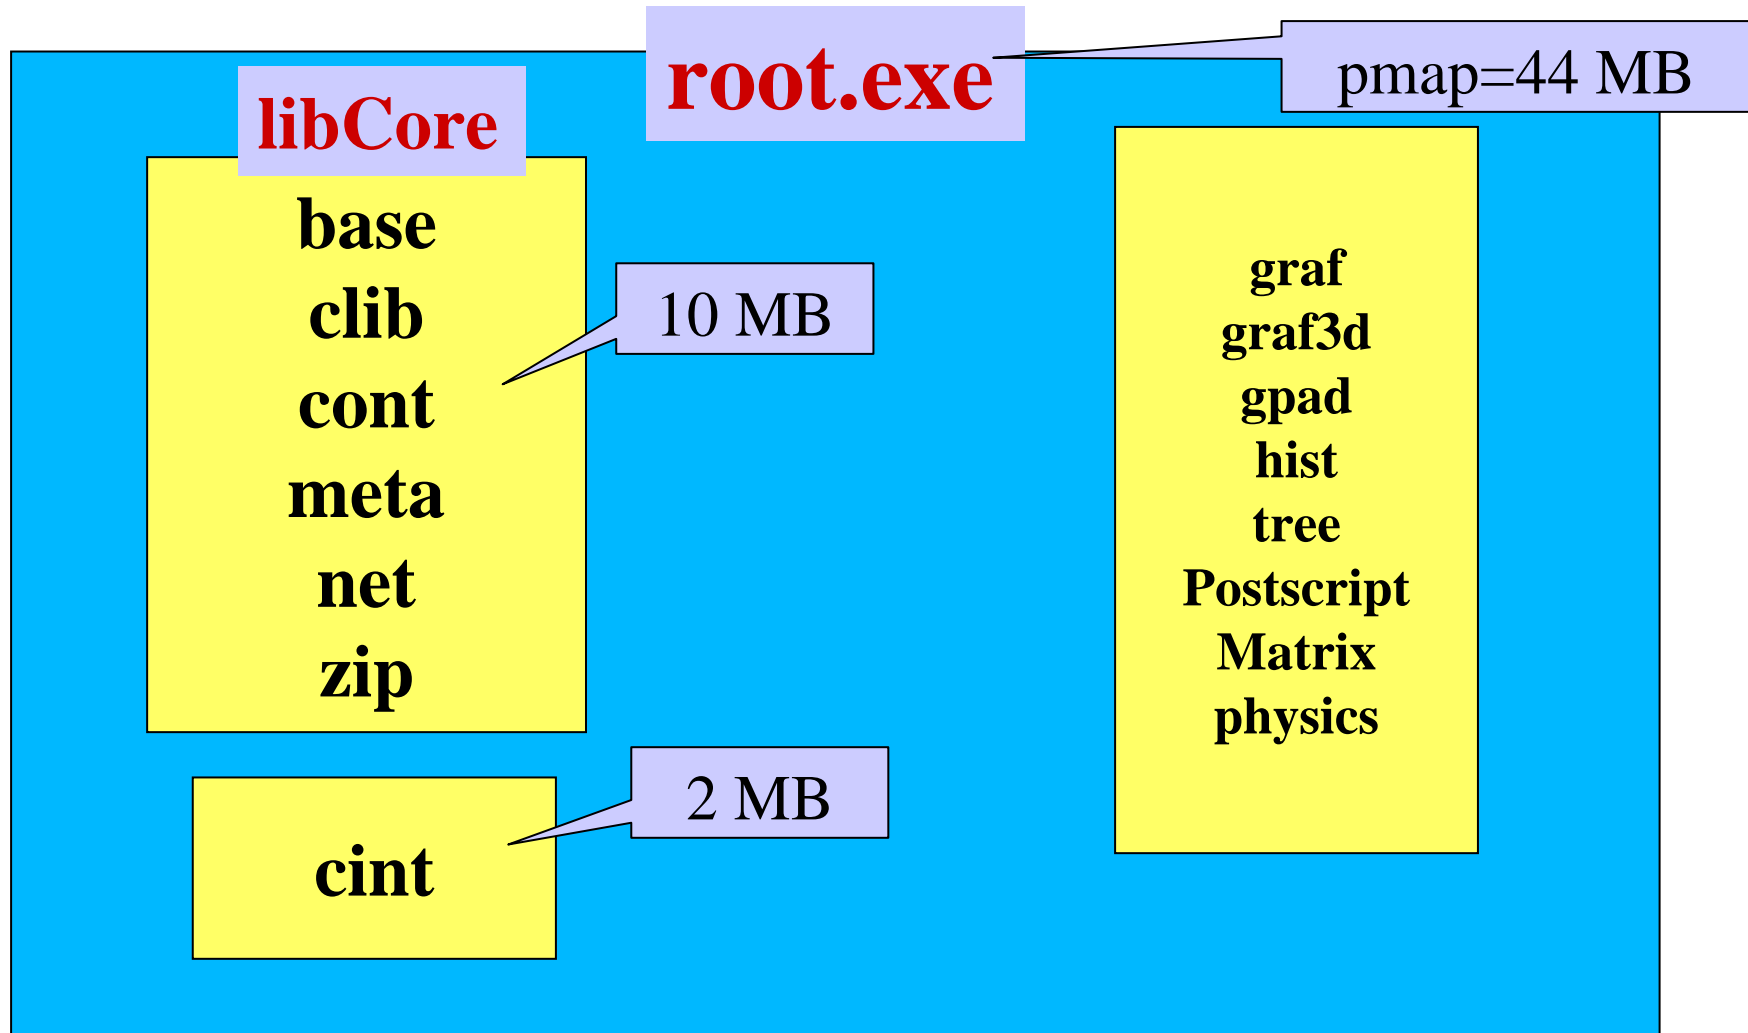 root.exe
pmap=44 MB
libCore
base
clib
cont
meta
net
zip
10 MB
cint
2 MB
graf
graf3d
gpad
hist
tree
Postscript
Matrix
physics